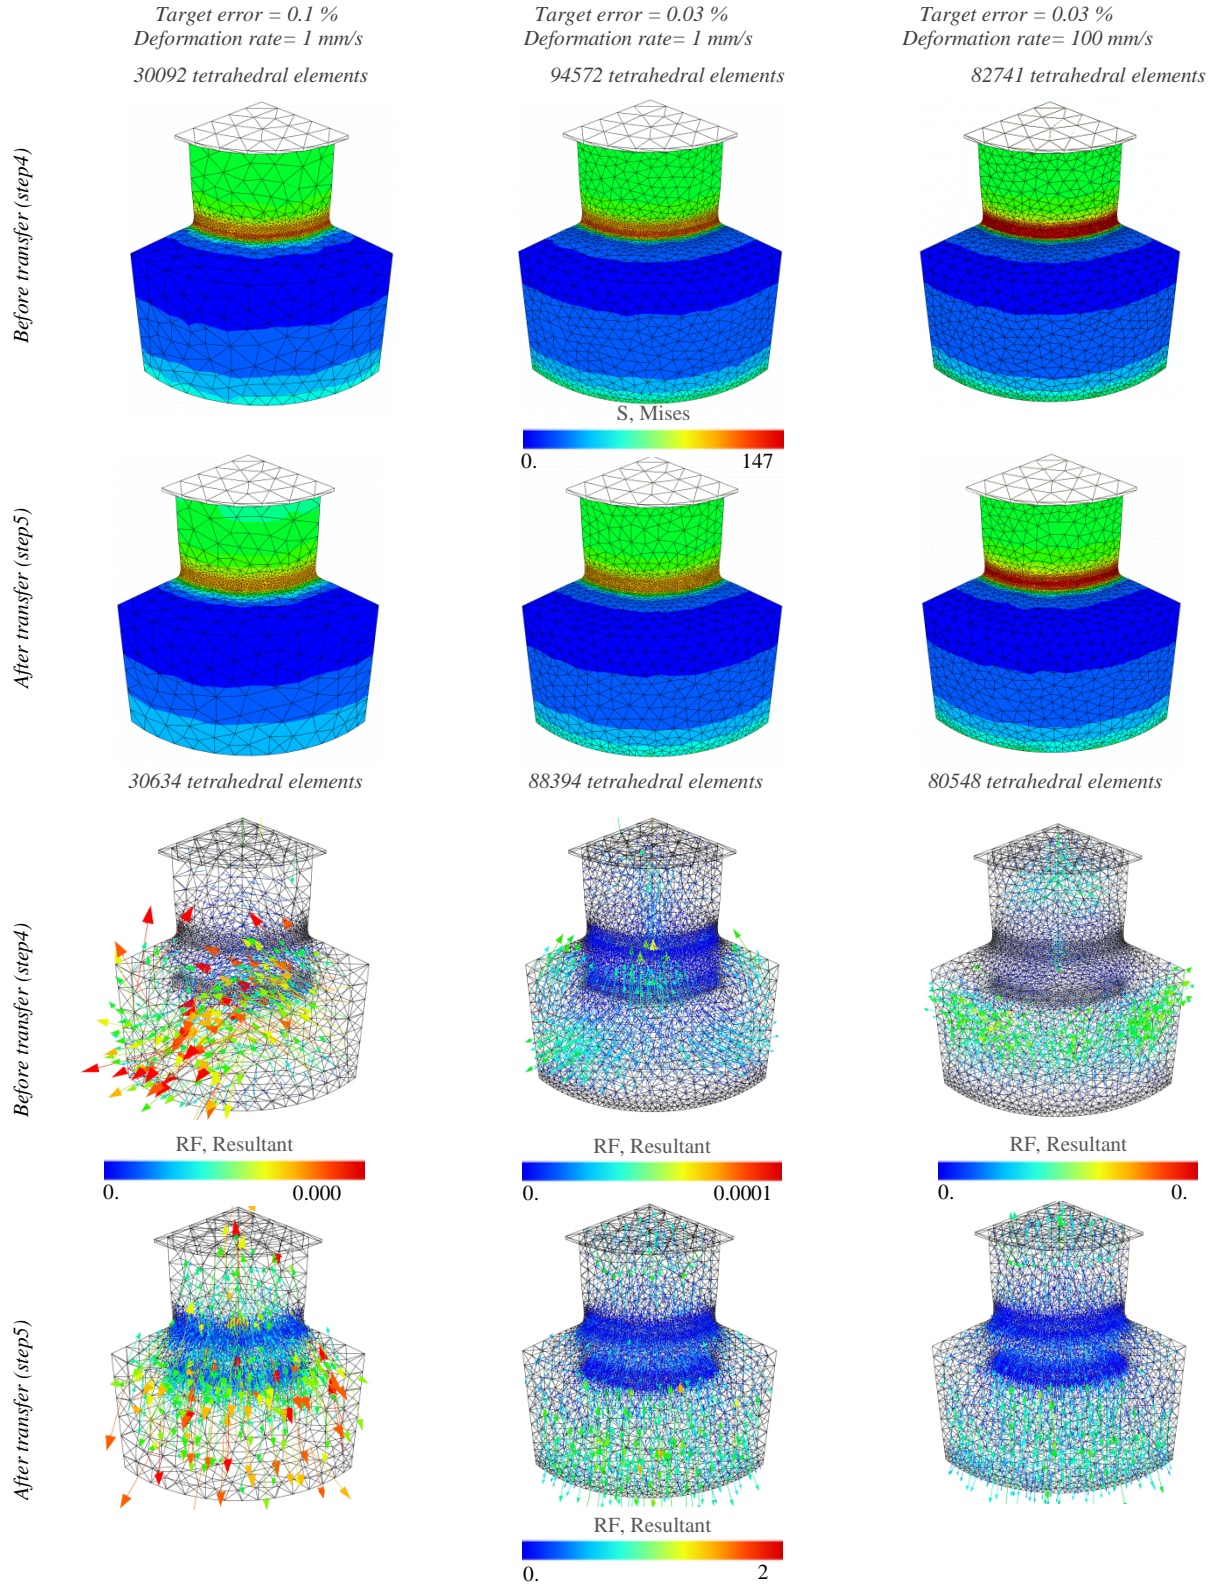 Target error = 0.1 %
Deformation rate= 1 mm/s
30092 tetrahedral elements
Target error = 0.03 %
Deformation rate= 1 mm/s
94572 tetrahedral elements
Target error = 0.03 %
Deformation rate= 100 mm/s
82741 tetrahedral elements
Before transfer (step4)
S, Mises
0. 147
After transfer (step5)
30634 tetrahedral elements
88394 tetrahedral elements
80548 tetrahedral elements
Before transfer (step4)
RF, Resultant
0. 0.000
RF, Resultant
0. 0.0001
RF, Resultant
0. 0.
After transfer (step5)
RF, Resultant
0. 2